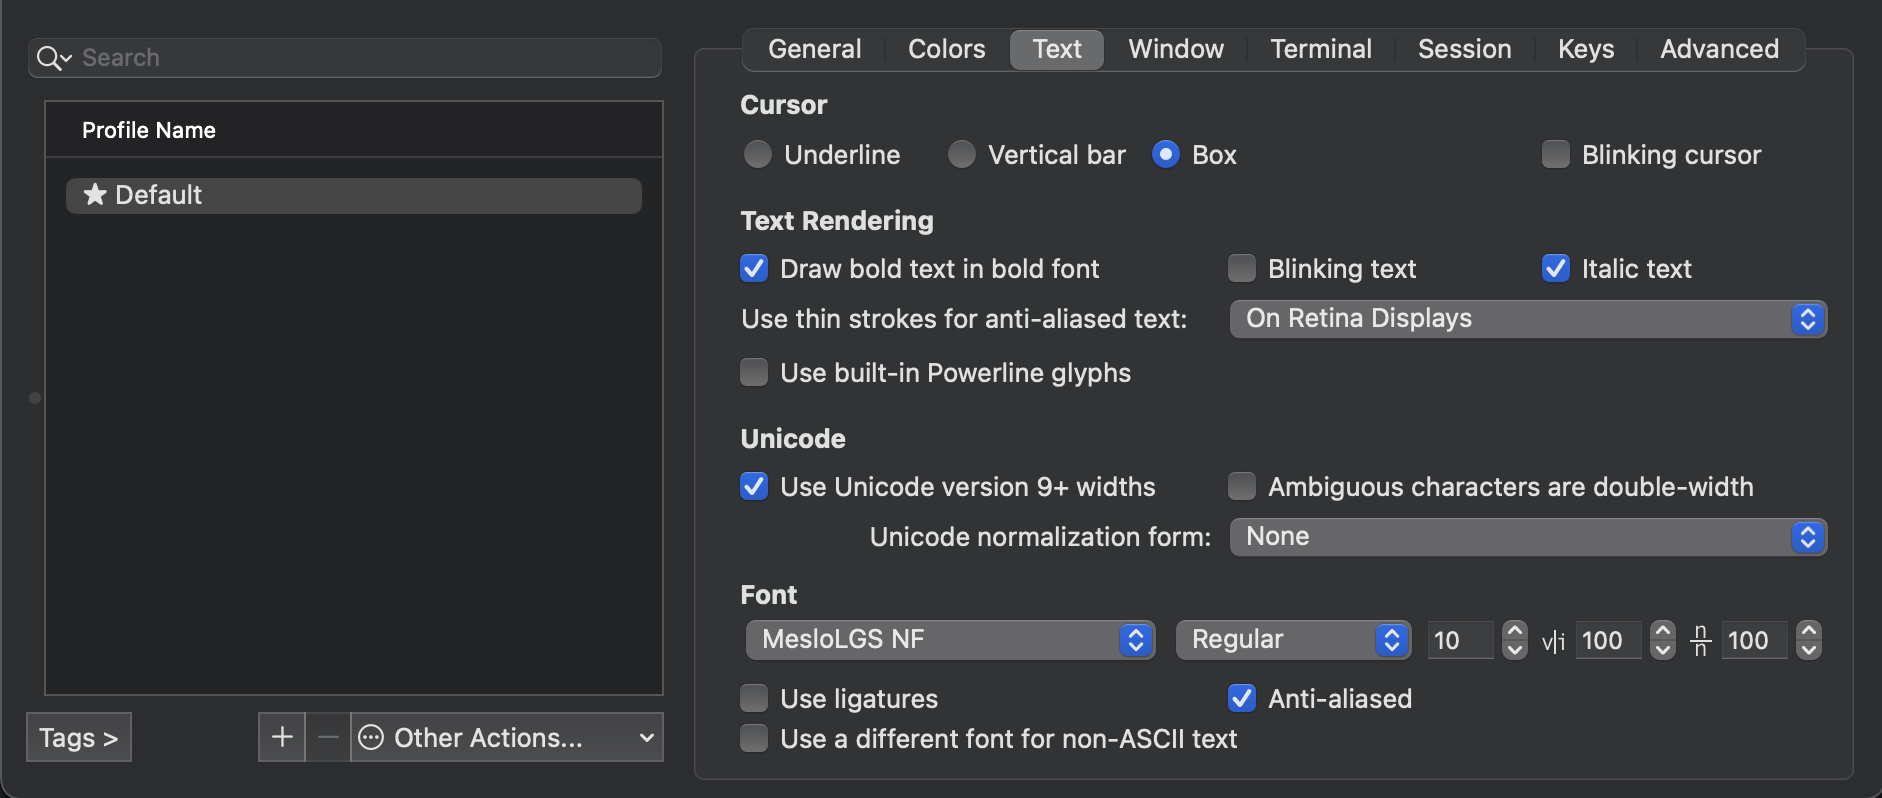 Search
Profile Name
Default
Tags >
Other Actions...
General Colors Text Window Terminal Session Keys Advanced
Cursor
Underline Vertical bar Box Blinking cursor
Text Rendering
Draw bold text in bold font Blinking text Italic text
Use thin strokes for anti-aliased text: On Retina Displays
Use built-in Powerline glyphs
Unicode
Use Unicode version 9+ widths Ambiguous characters are double-width
Unicode normalization form: None
Font
MesloLGS NF Regular 10 v|i 100 n/n 100
Use ligatures Anti-aliased
Use a different font for non-ASCII text